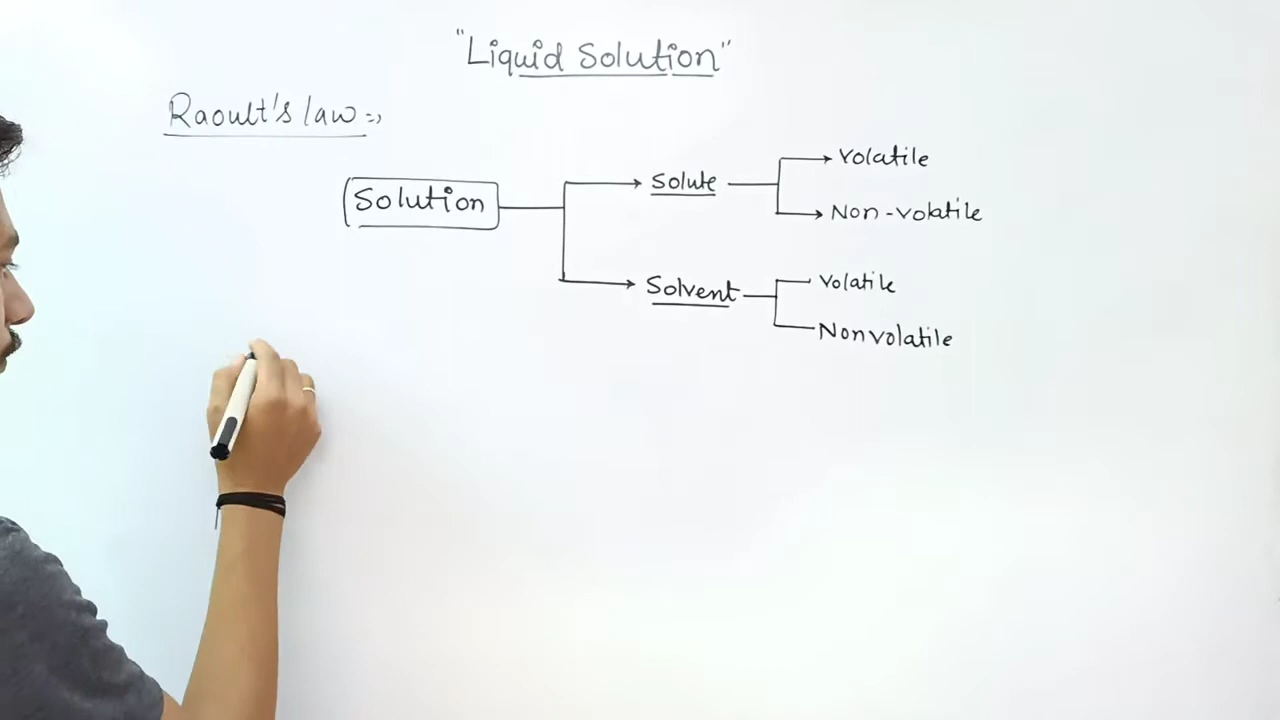 "Liquid Solution"
Raoult's law :,
Solution
Solute
Volatile
Non-volatile
Solvent
Volatile
Nonvolatile